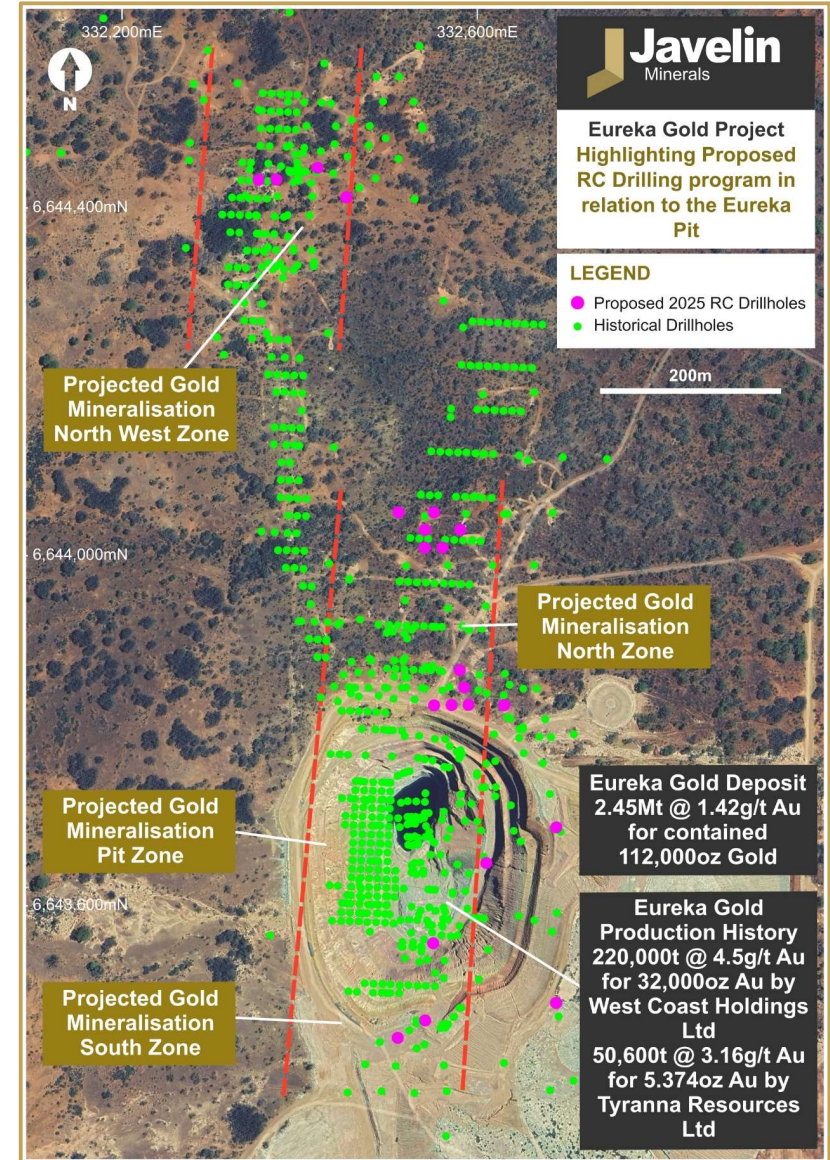 332,200mE
332,600mE
N
Javelin
Minerals
Eureka Gold Project
Highlighting Proposed
RC Drilling program in
relation to the Eureka
Pit
LEGEND
Proposed 2025 RC Drillholes
Historical Drillholes
200m
6,644,400mN
Projected Gold
Mineralisation
North West Zone
6,644,000mN
Projected Gold
Mineralisation
North Zone
Eureka Gold Deposit
2.45Mt @ 1.42g/t Au
for contained
112,000oz Gold
Projected Gold
Mineralisation
Pit Zone
6,643,600mN
Eureka Gold
Production History
220,000t @ 4.5g/t Au
for 32,000oz Au by
West Coast Holdings
Ltd
50,600t @ 3.16g/t Au
for 5.374oz Au by
Tyranna Resources
Ltd
Projected Gold
Mineralisation
South Zone